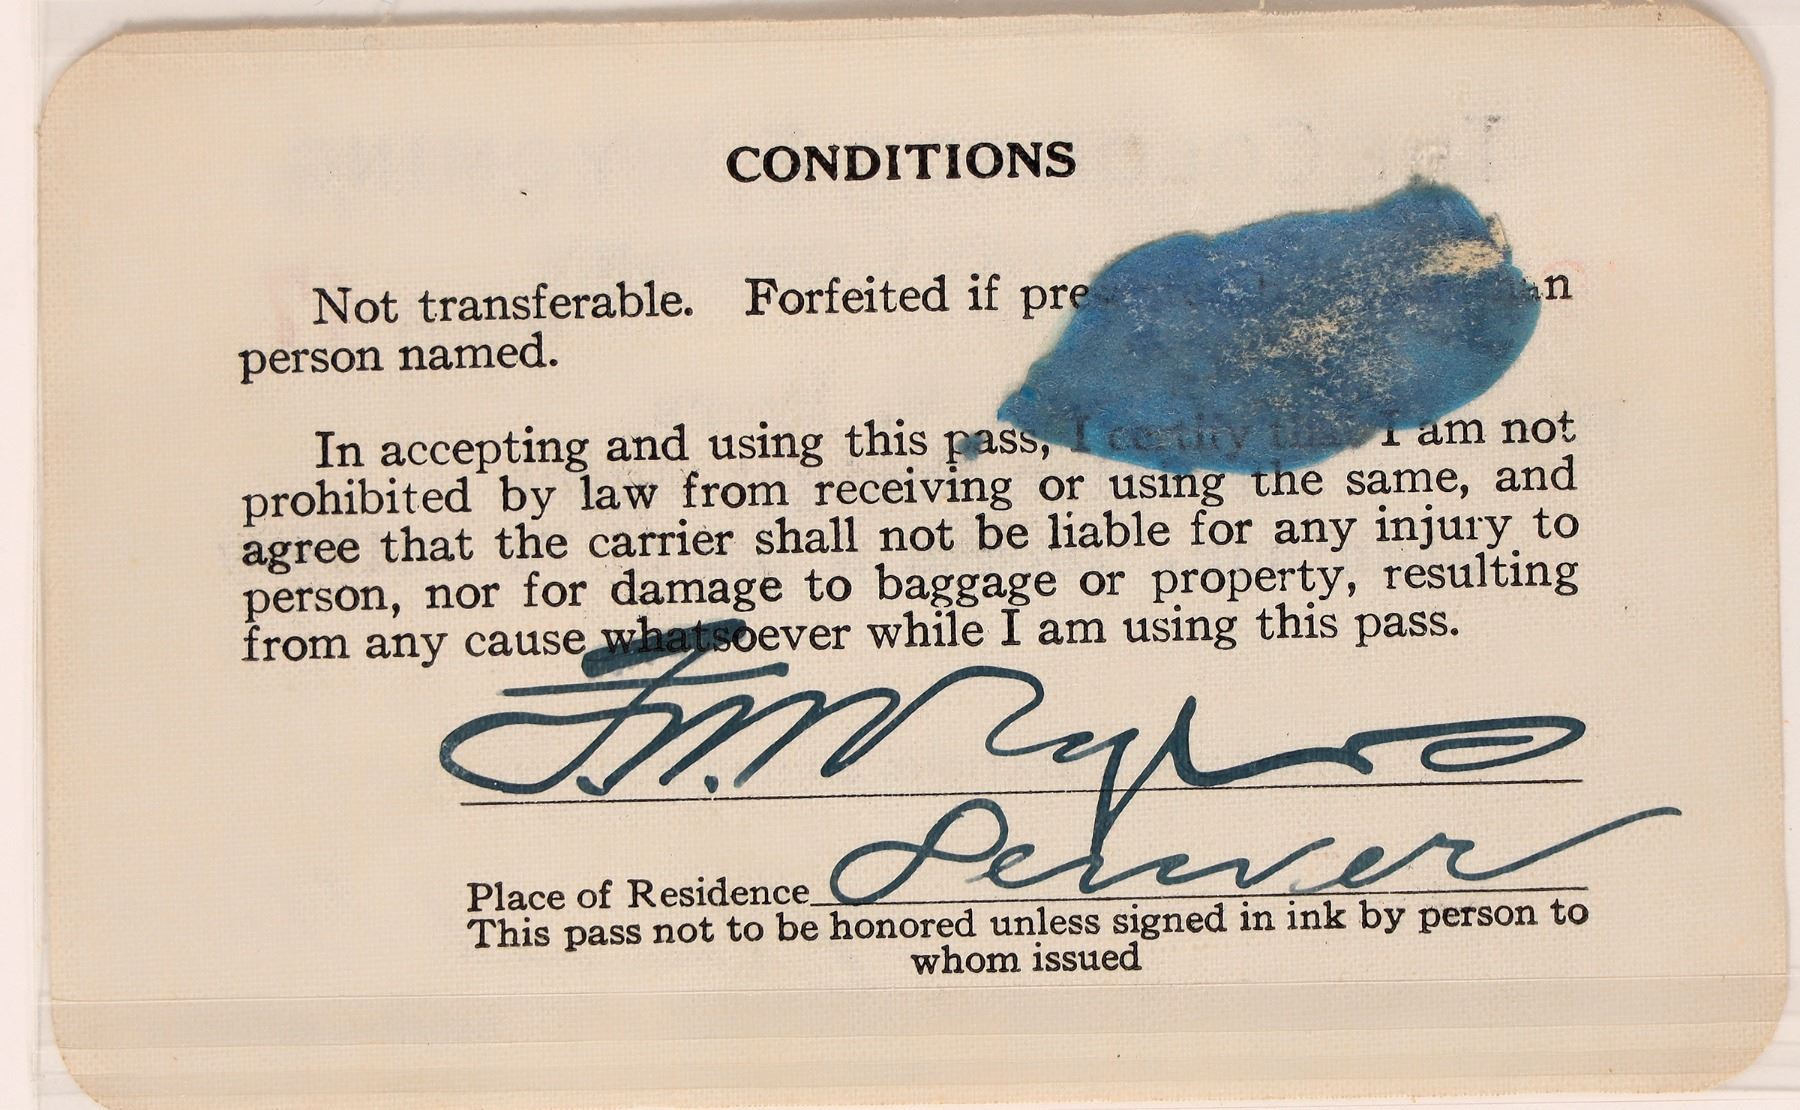 CONDITIONS
Not transferable. Forfeited if
person named.
In accepting and using this pass, I certify that I am not
prohibited by law from receiving or using the same, and
agree that the carrier shall not be liable for any injury to
person, nor for damage to baggage or property, resulting
from any cause whatsoever while I am using this pass.
Denver
Place of Residence
This pass not to be honored unless signed in ink by person to
whom issued